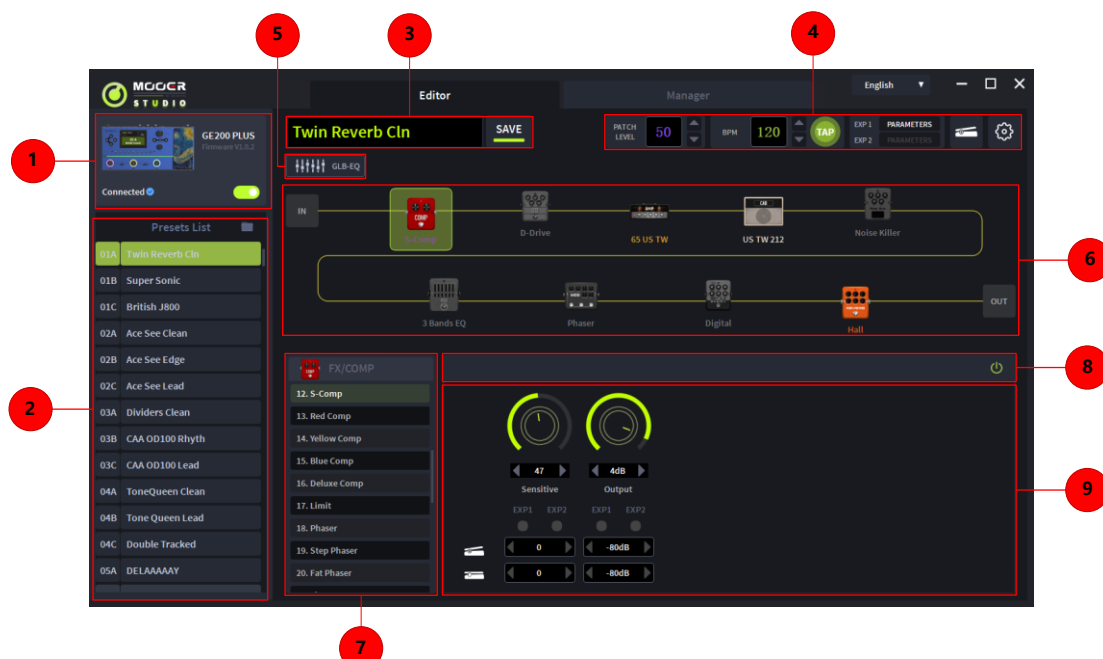 5
3
4
MOOER
STUDIO
Editor
Manager
English
GE200 PLUS
Firmware V1.0.2
Connected
1
Twin Reverb Cln
SAVE
PATCH LEVEL
50
BPM
120
TAP
EXP 1 PARAMETERS
EXP 2 PARAMETERS
GLB-EQ
Presets List
01A Twin Reverb Cln
01B Super Sonic
01C British J800
02A Ace See Clean
02B Ace See Edge
02C Ace See Lead
03A Dividers Clean
03B CAA OD100 Rhyth
03C CAA OD100 Lead
04A ToneQueen Clean
04B Tone Queen Lead
04C Double Tracked
05A DELAAAAAY
2
IN
COMP
S-Comp
D-Drive
65 US TW
CAB
US TW 212
Noise Killer
6
3 Bands EQ
Phaser
Digital
Hall
OUT
FX/COMP
12. S-Comp
13. Red Comp
14. Yellow Comp
15. Blue Comp
16. Deluxe Comp
17. Limit
18. Phaser
19. Step Phaser
20. Fat Phaser
7
8
47
4dB
Sensitive
Output
EXP1 EXP2 EXP1 EXP2
0 -80dB
0 -80dB
9